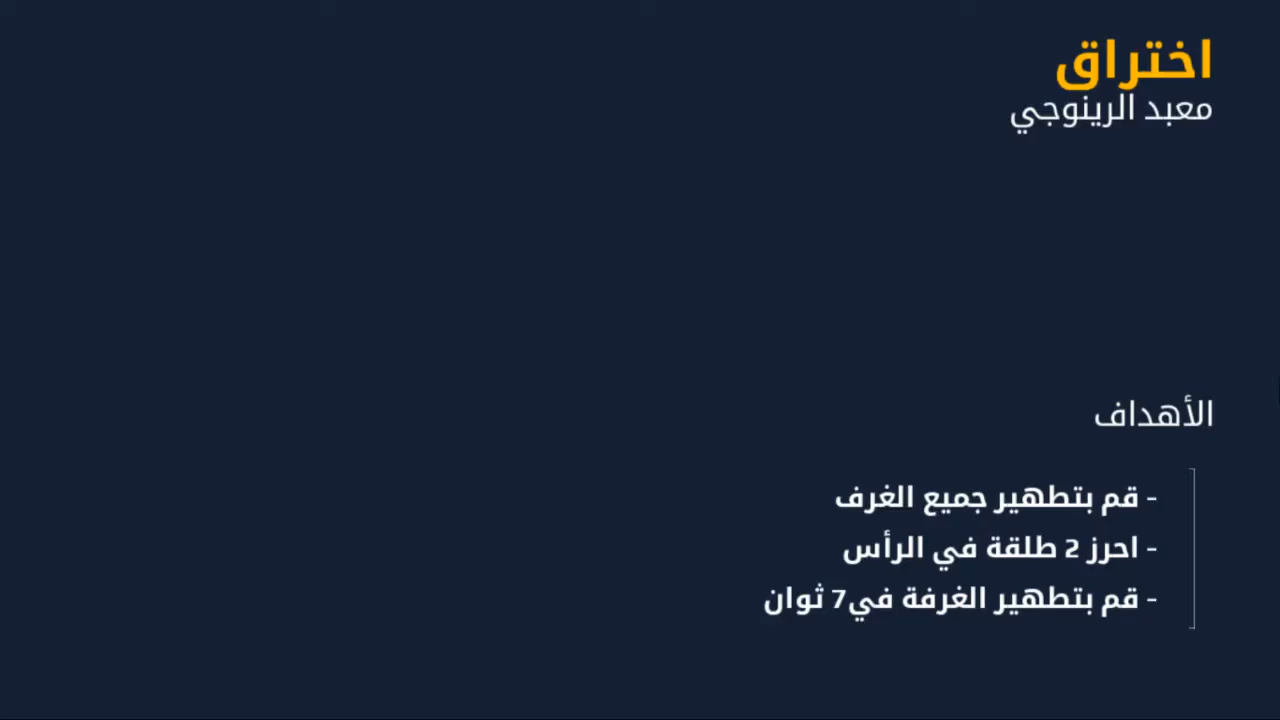 اختراق
معبد الرينوجي
الأهداف
- قم بتطهير جميع الغرف
- احرز 2 طلقة في الرأس
- قم بتطهير الغرفة في7 ثوان